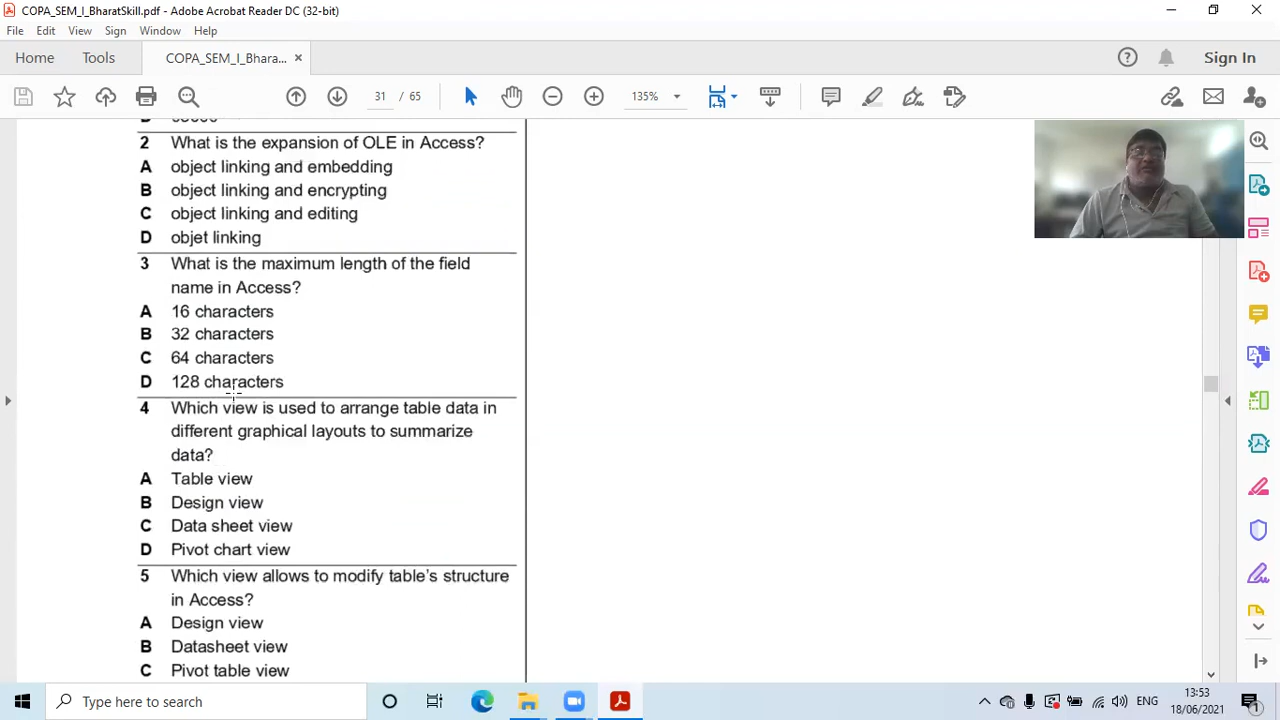 COPA_SEM_I_BharatSkill.pdf - Adobe Acrobat Reader DC (32-bit)
File Edit View Sign Window Help
Home Tools COPA_SEM_I_Bhara... Sign In
31 / 65 135%
2 What is the expansion of OLE in Access?
A object linking and embedding
B object linking and encrypting
C object linking and editing
D objet linking
3 What is the maximum length of the field
name in Access?
A 16 characters
B 32 characters
C 64 characters
D 128 characters
4 Which view is used to arrange table data in
different graphical layouts to summarize
data?
A Table view
B Design view
C Data sheet view
D Pivot chart view
5 Which view allows to modify table's structure
in Access?
A Design view
B Datasheet view
C Pivot table view
Type here to search
ENG
13:53
18/06/2021